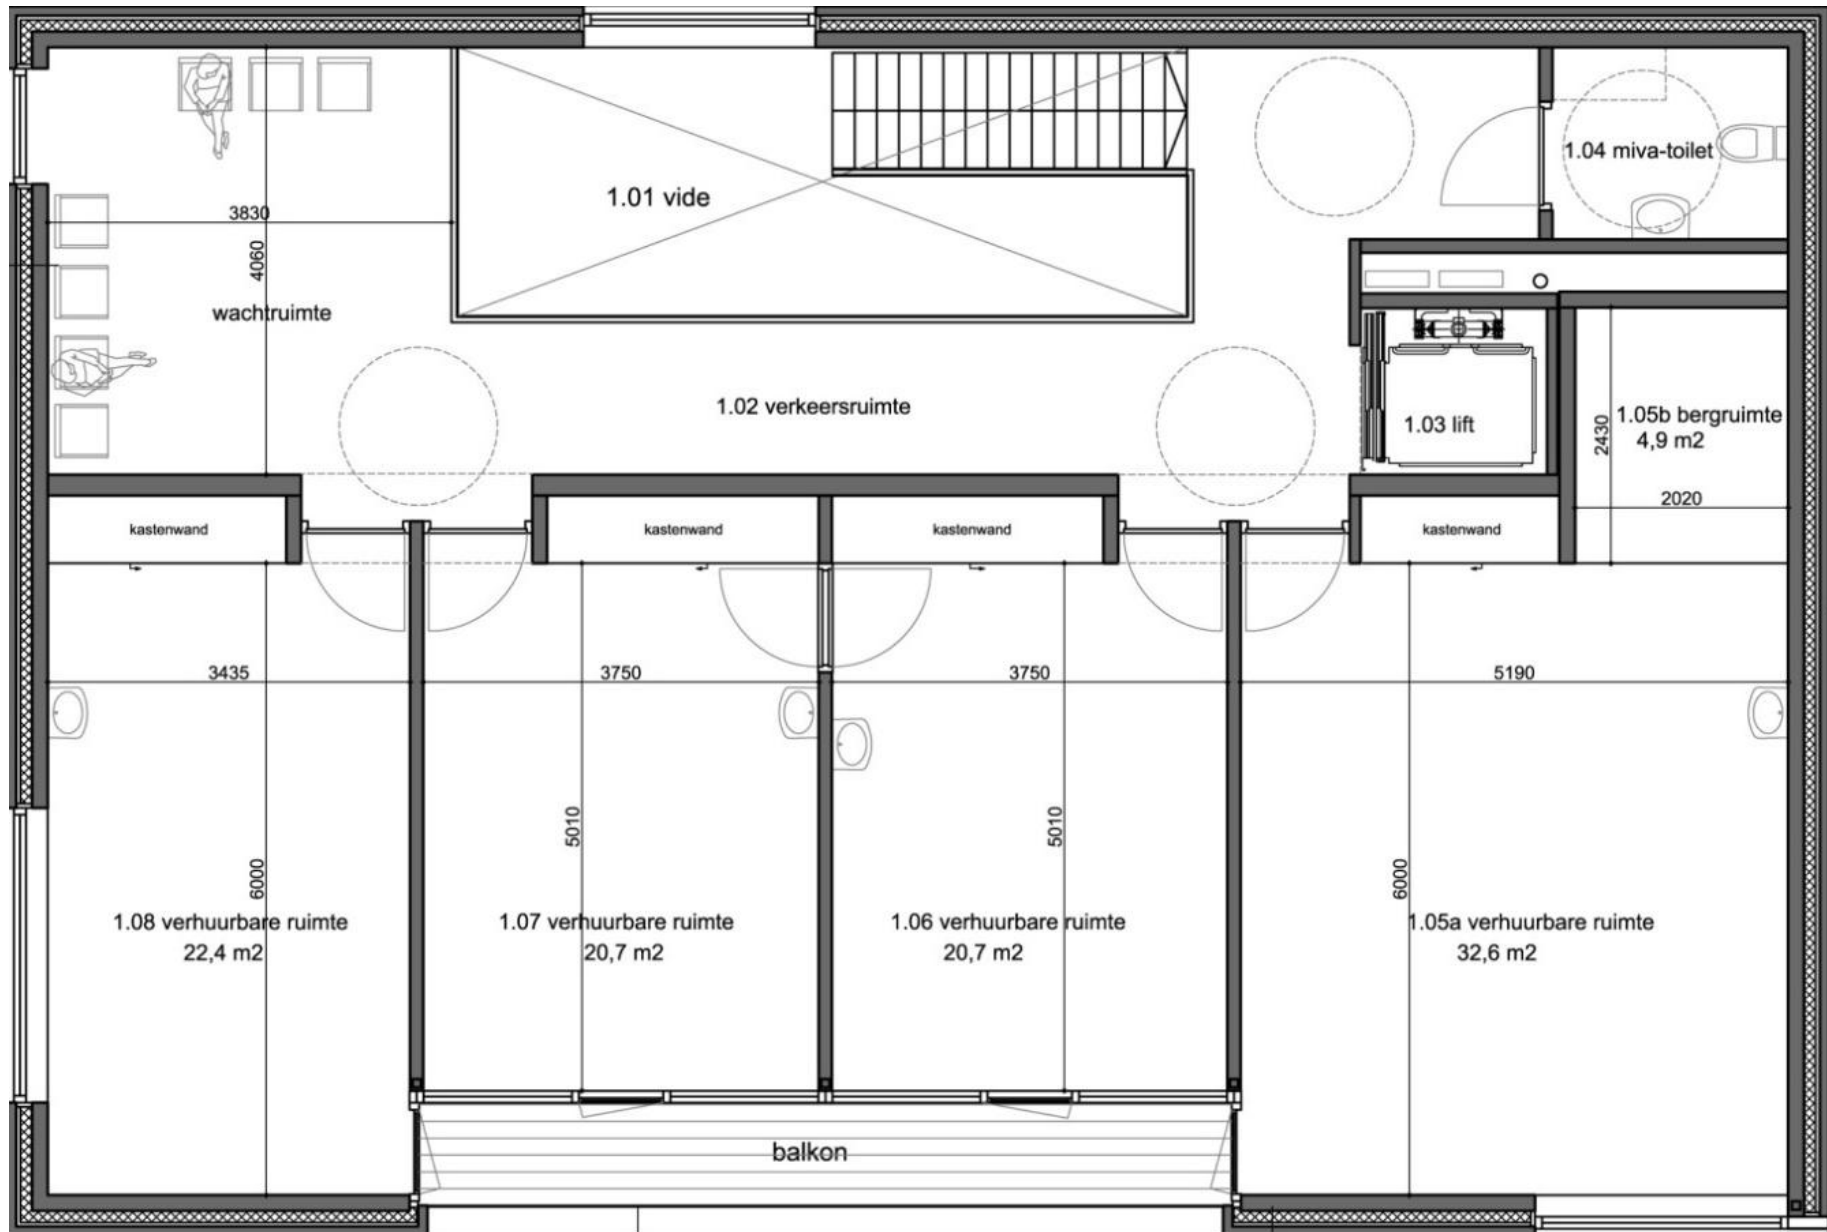 1.04 miva-toilet
1.01 vide
3830
4060
wachtruimte
1.02 verkeersruimte
1.03 lift
1.05b bergruimte
4,9 m2
2430
2020
kastenwand
kastenwand
kastenwand
kastenwand
3435
3750
3750
5190
5010
5010
6000
6000
1.08 verhuurbare ruimte
22,4 m2
1.07 verhuurbare ruimte
20,7 m2
1.06 verhuurbare ruimte
20,7 m2
1.05a verhuurbare ruimte
32,6 m2
balkon